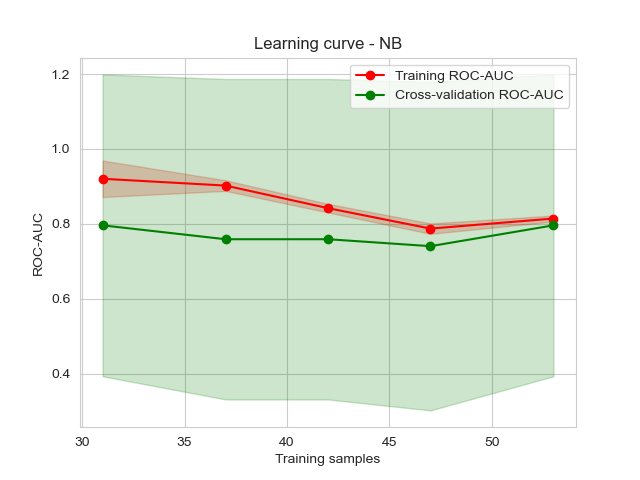 Learning curve - NB
Training ROC-AUC
Cross-validation ROC-AUC
ROC-AUC
1.2
1.0
0.8
0.6
0.4
30 35 40 45 50
Training samples